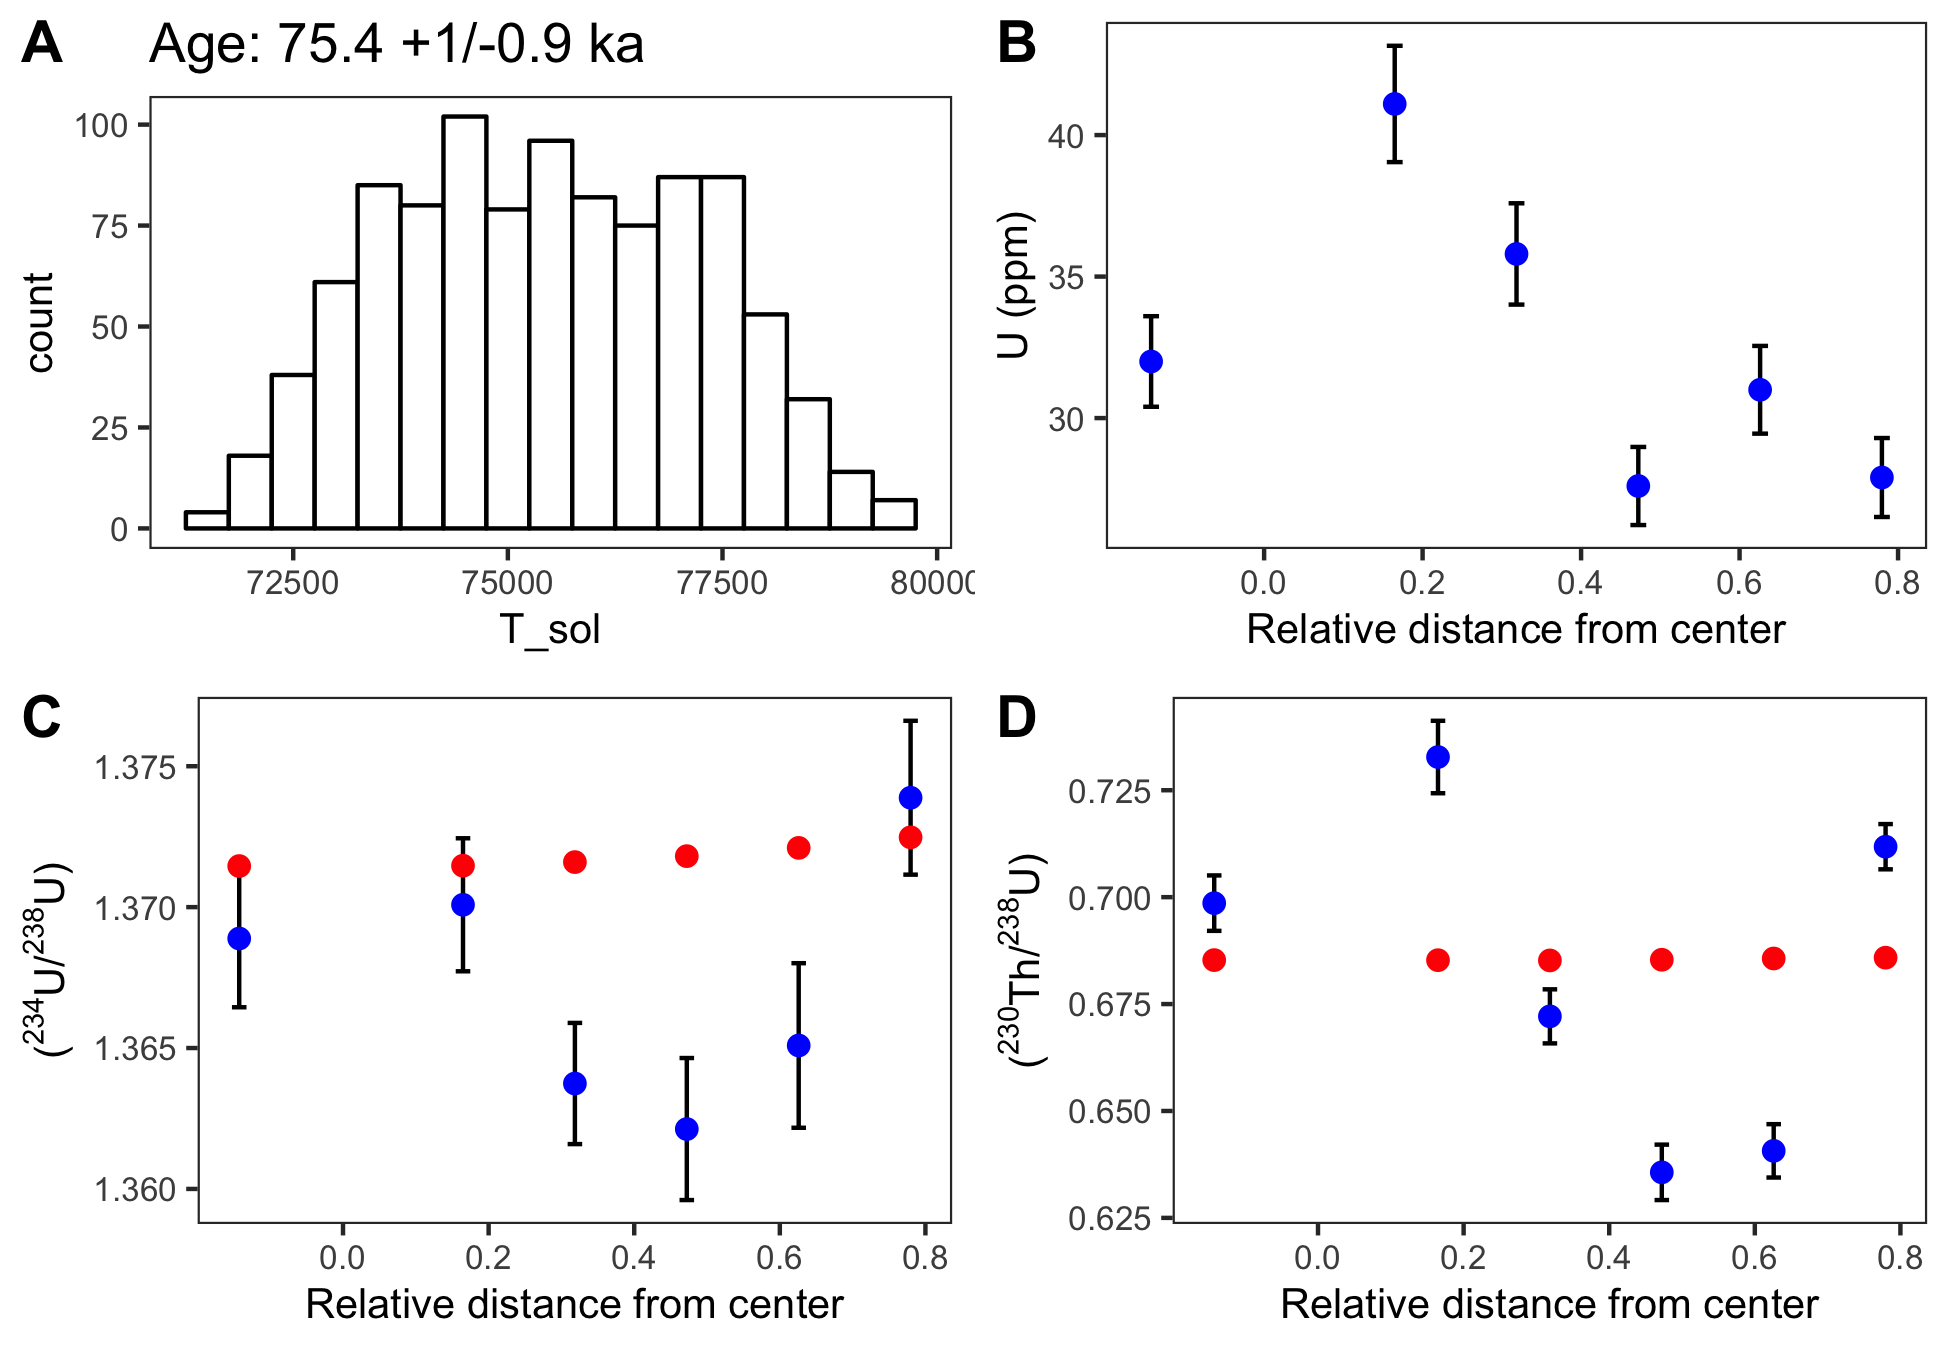 A
Age: 75.4 +1/-0.9 ka
100
75
50
25
0
count
72500
75000
77500
80000
T_sol
B
40
35
30
U (ppm)
0.0
0.2
0.4
0.6
0.8
Relative distance from center
C
1.375
1.370
1.365
1.360
(²³⁴U/²³⁸U)
0.0
0.2
0.4
0.6
0.8
Relative distance from center
D
0.725
0.700
0.675
0.650
0.625
(²³⁰Th/²³⁸U)
0.0
0.2
0.4
0.6
0.8
Relative distance from center